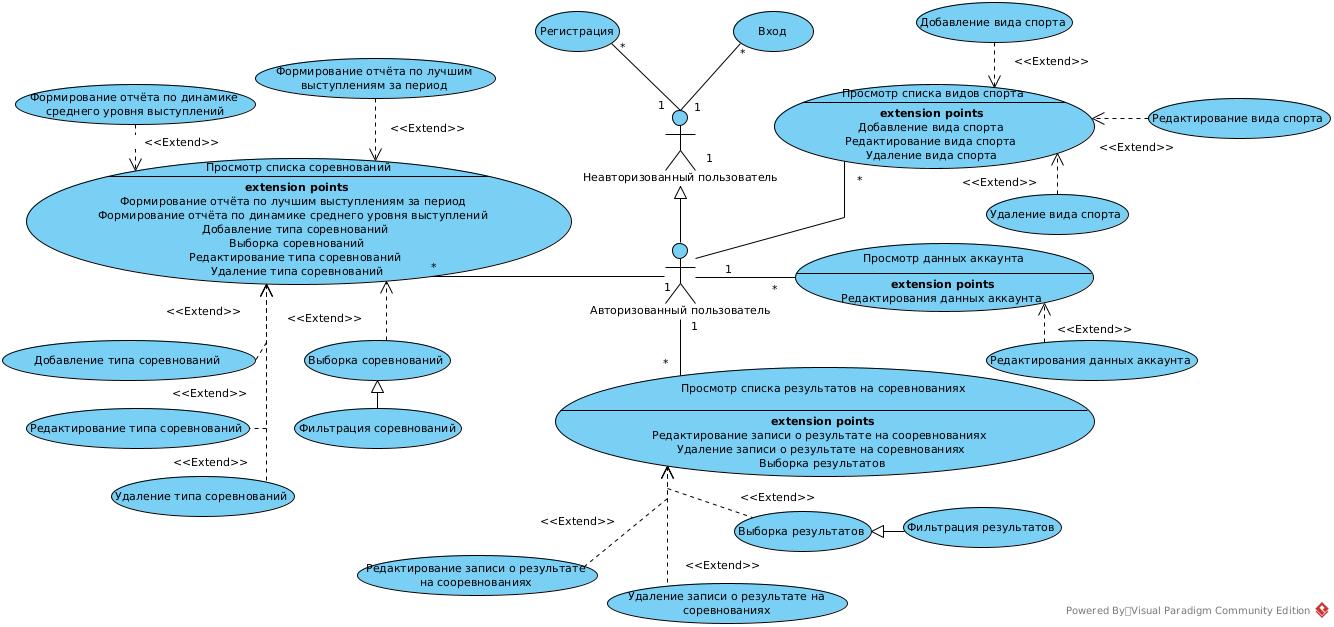 Добавление вида спорта
Регистрация
Вход
*
*
<<Extend>>
Формирование отчёта по лучшим
выступлениям за период
Формирование отчёта по динамике
среднего уровня выступлений
1
1
Просмотр списка видов спорта
extension points
Добавление вида спорта
Редактирование вида спорта
Удаление вида спорта
Редактирование вида спорта
<<Extend>>
<<Extend>>
<<Extend>>
Просмотр списка соревнований
extension points
Формирование отчёта по лучшим выступлениям за период
Формирование отчёта по динамике среднего уровня выступлений
Добавление типа соревнований
Выборка соревнований
Редактирование типа соревнований
Удаление типа соревнований
1
Неавторизованный пользователь
*
<<Extend>>
Удаление вида спорта
*
1
1
*
Просмотр данных аккаунта
extension points
Редактирования данных аккаунта
Авторизованный пользователь
1
<<Extend>>
<<Extend>>
<<Extend>>
Добавление типа соревнований
Выборка соревнований
*
Редактирования данных аккаунта
<<Extend>>
Просмотр списка результатов на соревнованиях
extension points
Редактирование записи о результате на сооревнованиях
Удаление записи о результате на соревнованиях
Выборка результатов
Редактирование типа соревнований
Фильтрация соревнований
<<Extend>>
Удаление типа соревнований
<<Extend>>
<<Extend>>
Выборка результатов
Фильтрация результатов
<<Extend>>
Редактирование записи о результате
на сооревнованиях
Удаление записи о результате на
соревнованиях
Powered By Visual Paradigm Community Edition